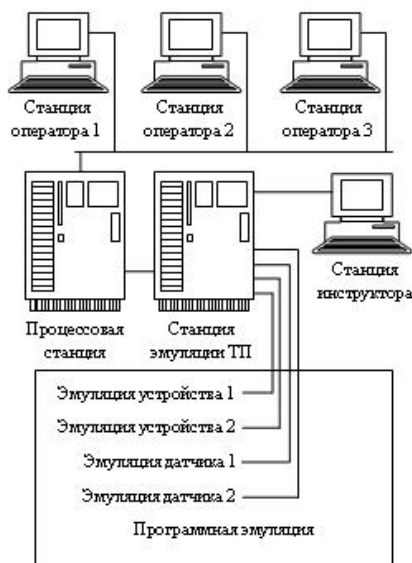 Станция
оператора 1
Станция
оператора 2
Станция
оператора 3
Процессовая
станция
Станция
эмуляции ТП
Станция
инструктора
Эмуляция устройства 1
Эмуляция устройства 2
Эмуляция датчика 1
Эмуляция датчика 2
Программная эмуляция